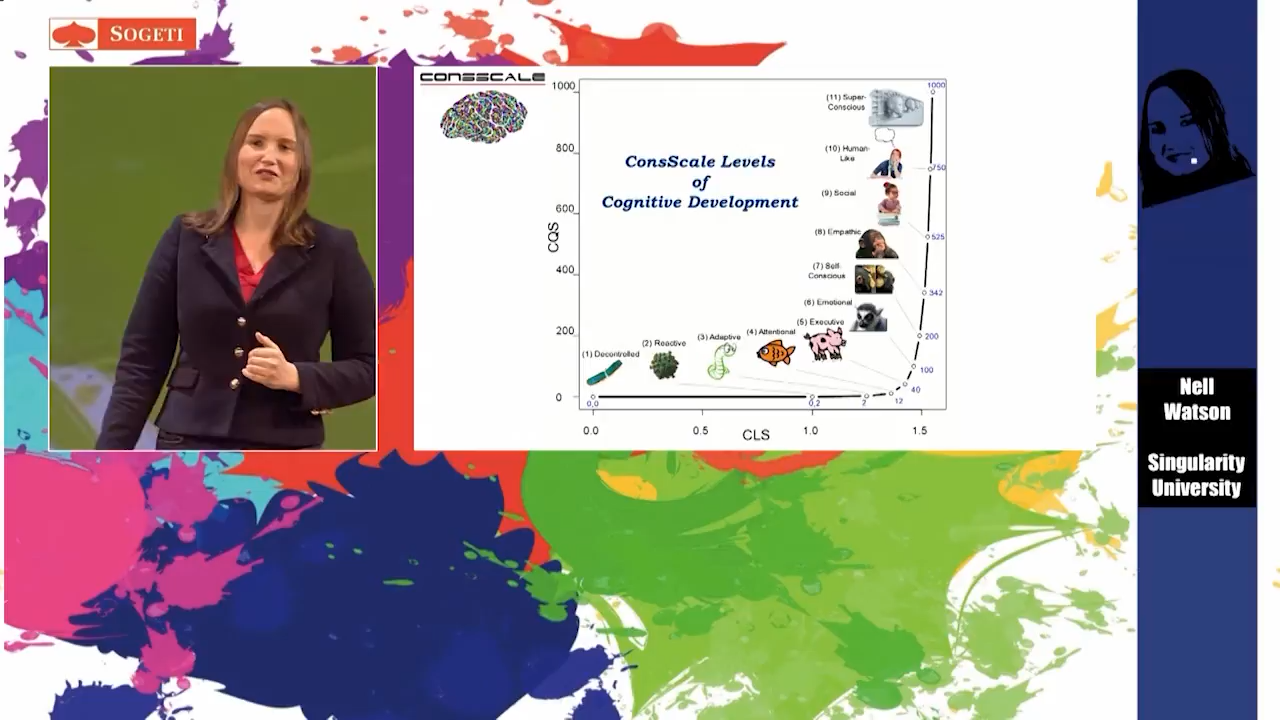 SOGETI
CONSSCALE
ConsScale Levels
of
Cognitive Development
CQS
1000
800
600
400
200
0
(11) Super-
Conscious
(10) Human-
Like
(9) Social
(8) Empathic
(7) Self-
Conscious
(6) Emotional
(5) Executive
(4) Attentional
(3) Adaptive
(2) Reactive
(1) Decontrolled
1000
750
525
342
200
100
40
12
2
0,2
0,0
0.0
0.5
1.0
1.5
CLS
Nell
Watson
Singularity
University